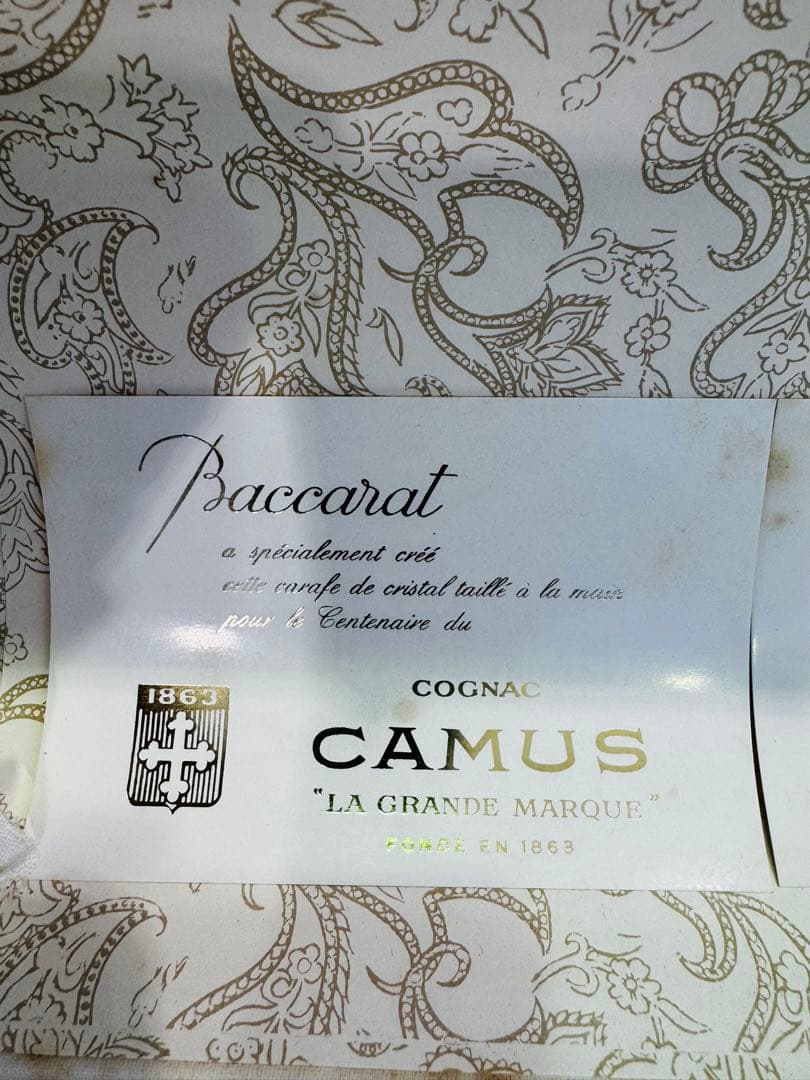 Baccarat
a spécialement créé
cette carafe de cristal taillé à la main
pour le Centenaire du
1863
COGNAC
CAMUS
"LA GRANDE MARQUE"
FONDÉ EN 1863